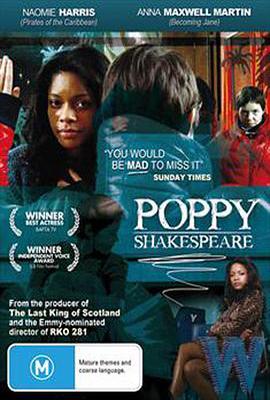 NAOMIE HARRIS
(Pirates of the Caribbean)
ANNA MAXWELL MARTIN
(Becoming Jane)
"YOU WOULD
BE MAD TO MISS IT"
SUNDAY TIMES
POPPY
SHAKESPEARE
WINNER
BEST ACTRESS
BAFTA TV
WINNER
INDEPENDENT VOICE
AWARD
From the producer of
The Last King of Scotland
and the Emmy-nominated
director of RKO 281
M
Mature themes and
coarse language.
W